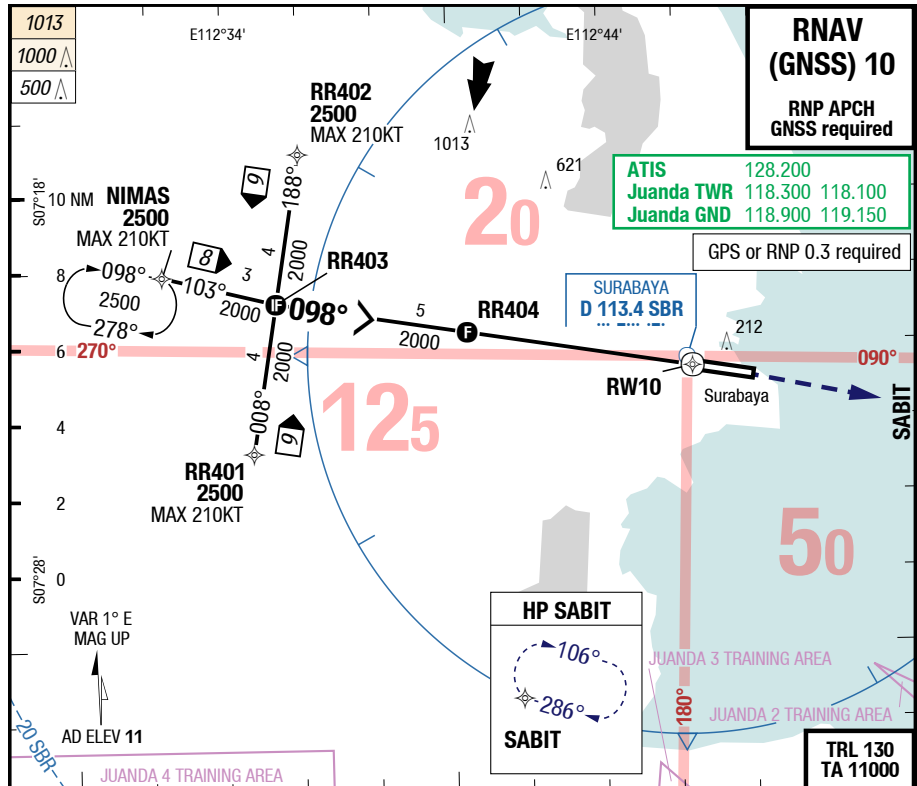 1013
1000
500
E112°34'
E112°44'
RNAV
(GNSS) 10
RNP APCH
GNSS required
ATIS 128.200
Juanda TWR 118.300 118.100
Juanda GND 118.900 119.150
GPS or RNP 0.3 required
RR402
2500
MAX 210KT
1013
621
S07°18'
10 NM
NIMAS
2500
MAX 210KT
188°
9
4
2000
20
8
098°
2500
278°
8
103°
3
2000
IF
RR403
098°
5
2000
RR404
F
SURABAYA
D 113.4 SBR
212
6
270°
090°
4
2000
RW10
Surabaya
SABIT
125
008°
9
4
RR401
2500
MAX 210KT
2
50
S07°28'
0
VAR 1° E
MAG UP
AD ELEV 11
HP SABIT
106°
286°
SABIT
JUANDA 3 TRAINING AREA
180°
JUANDA 2 TRAINING AREA
20 SBR
JUANDA 4 TRAINING AREA
TRL 130
TA 11000